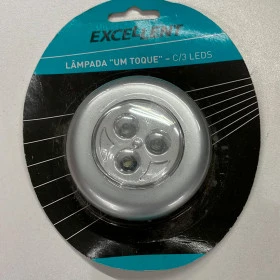 EXCELLENT
LÂMPADA "UM TOQUE" – C/3 LEDS